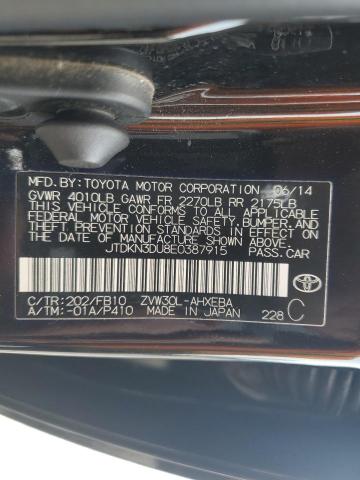 MFD. BY: TOYOTA MOTOR CORPORATION 06/14
GVWR 4010LB GAWR FR 2270LB RR 2175LB
THIS VEHICLE CONFORMS TO ALL APPLICABLE
FEDERAL MOTOR VEHICLE SAFETY, BUMPER, AND
THEFT PREVENTION STANDARDS IN EFFECT ON
THE DATE OF MANUFACTURE SHOWN ABOVE.
JTDKN3DU8E0387915 PASS.CAR
C/TR:202/FB10 ZVW30L-AHXEBA
A/TM:-01A/P410 MADE IN JAPAN 228 C